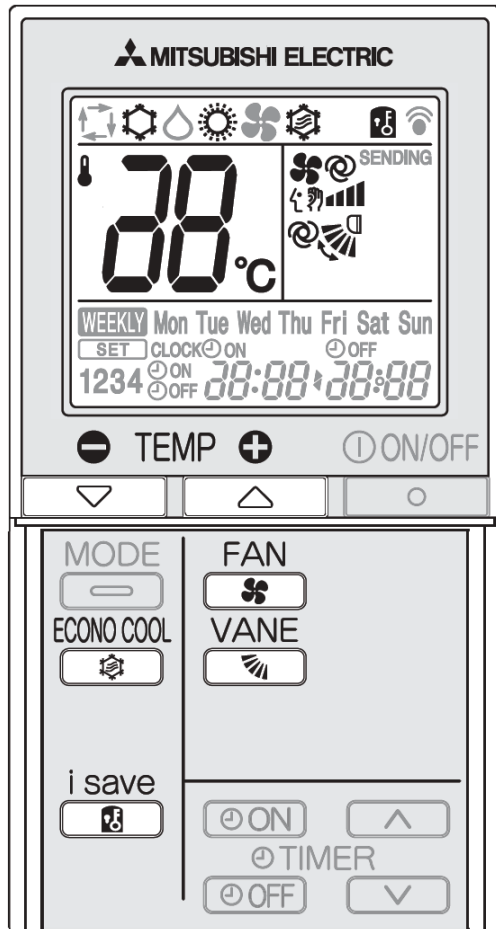 MITSUBISHI ELECTRIC
SENDING
88°C
WEEKLY Mon Tue Wed Thu Fri Sat Sun
SET CLOCK ON OFF
1234 ON
OFF 88:88 88:88
TEMP ON/OFF
MODE FAN
ECONO COOL VANE
i save
ON
TIMER
OFF